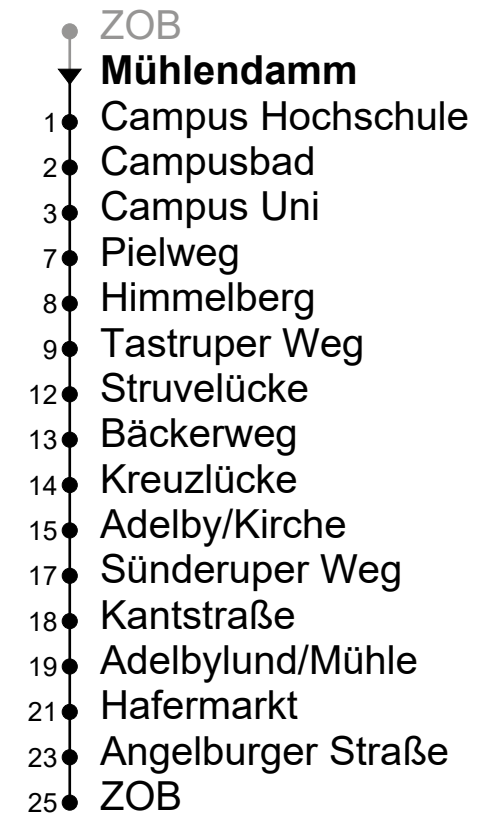 ZOB
Mühlendamm
1 Campus Hochschule
2 Campusbad
3 Campus Uni
7 Pielweg
8 Himmelberg
9 Tastruper Weg
12 Struvelücke
13 Bäckerweg
14 Kreuzlücke
15 Adelby/Kirche
17 Sünderuper Weg
18 Kantstraße
19 Adelbylund/Mühle
21 Hafermarkt
23 Angelburger Straße
25 ZOB